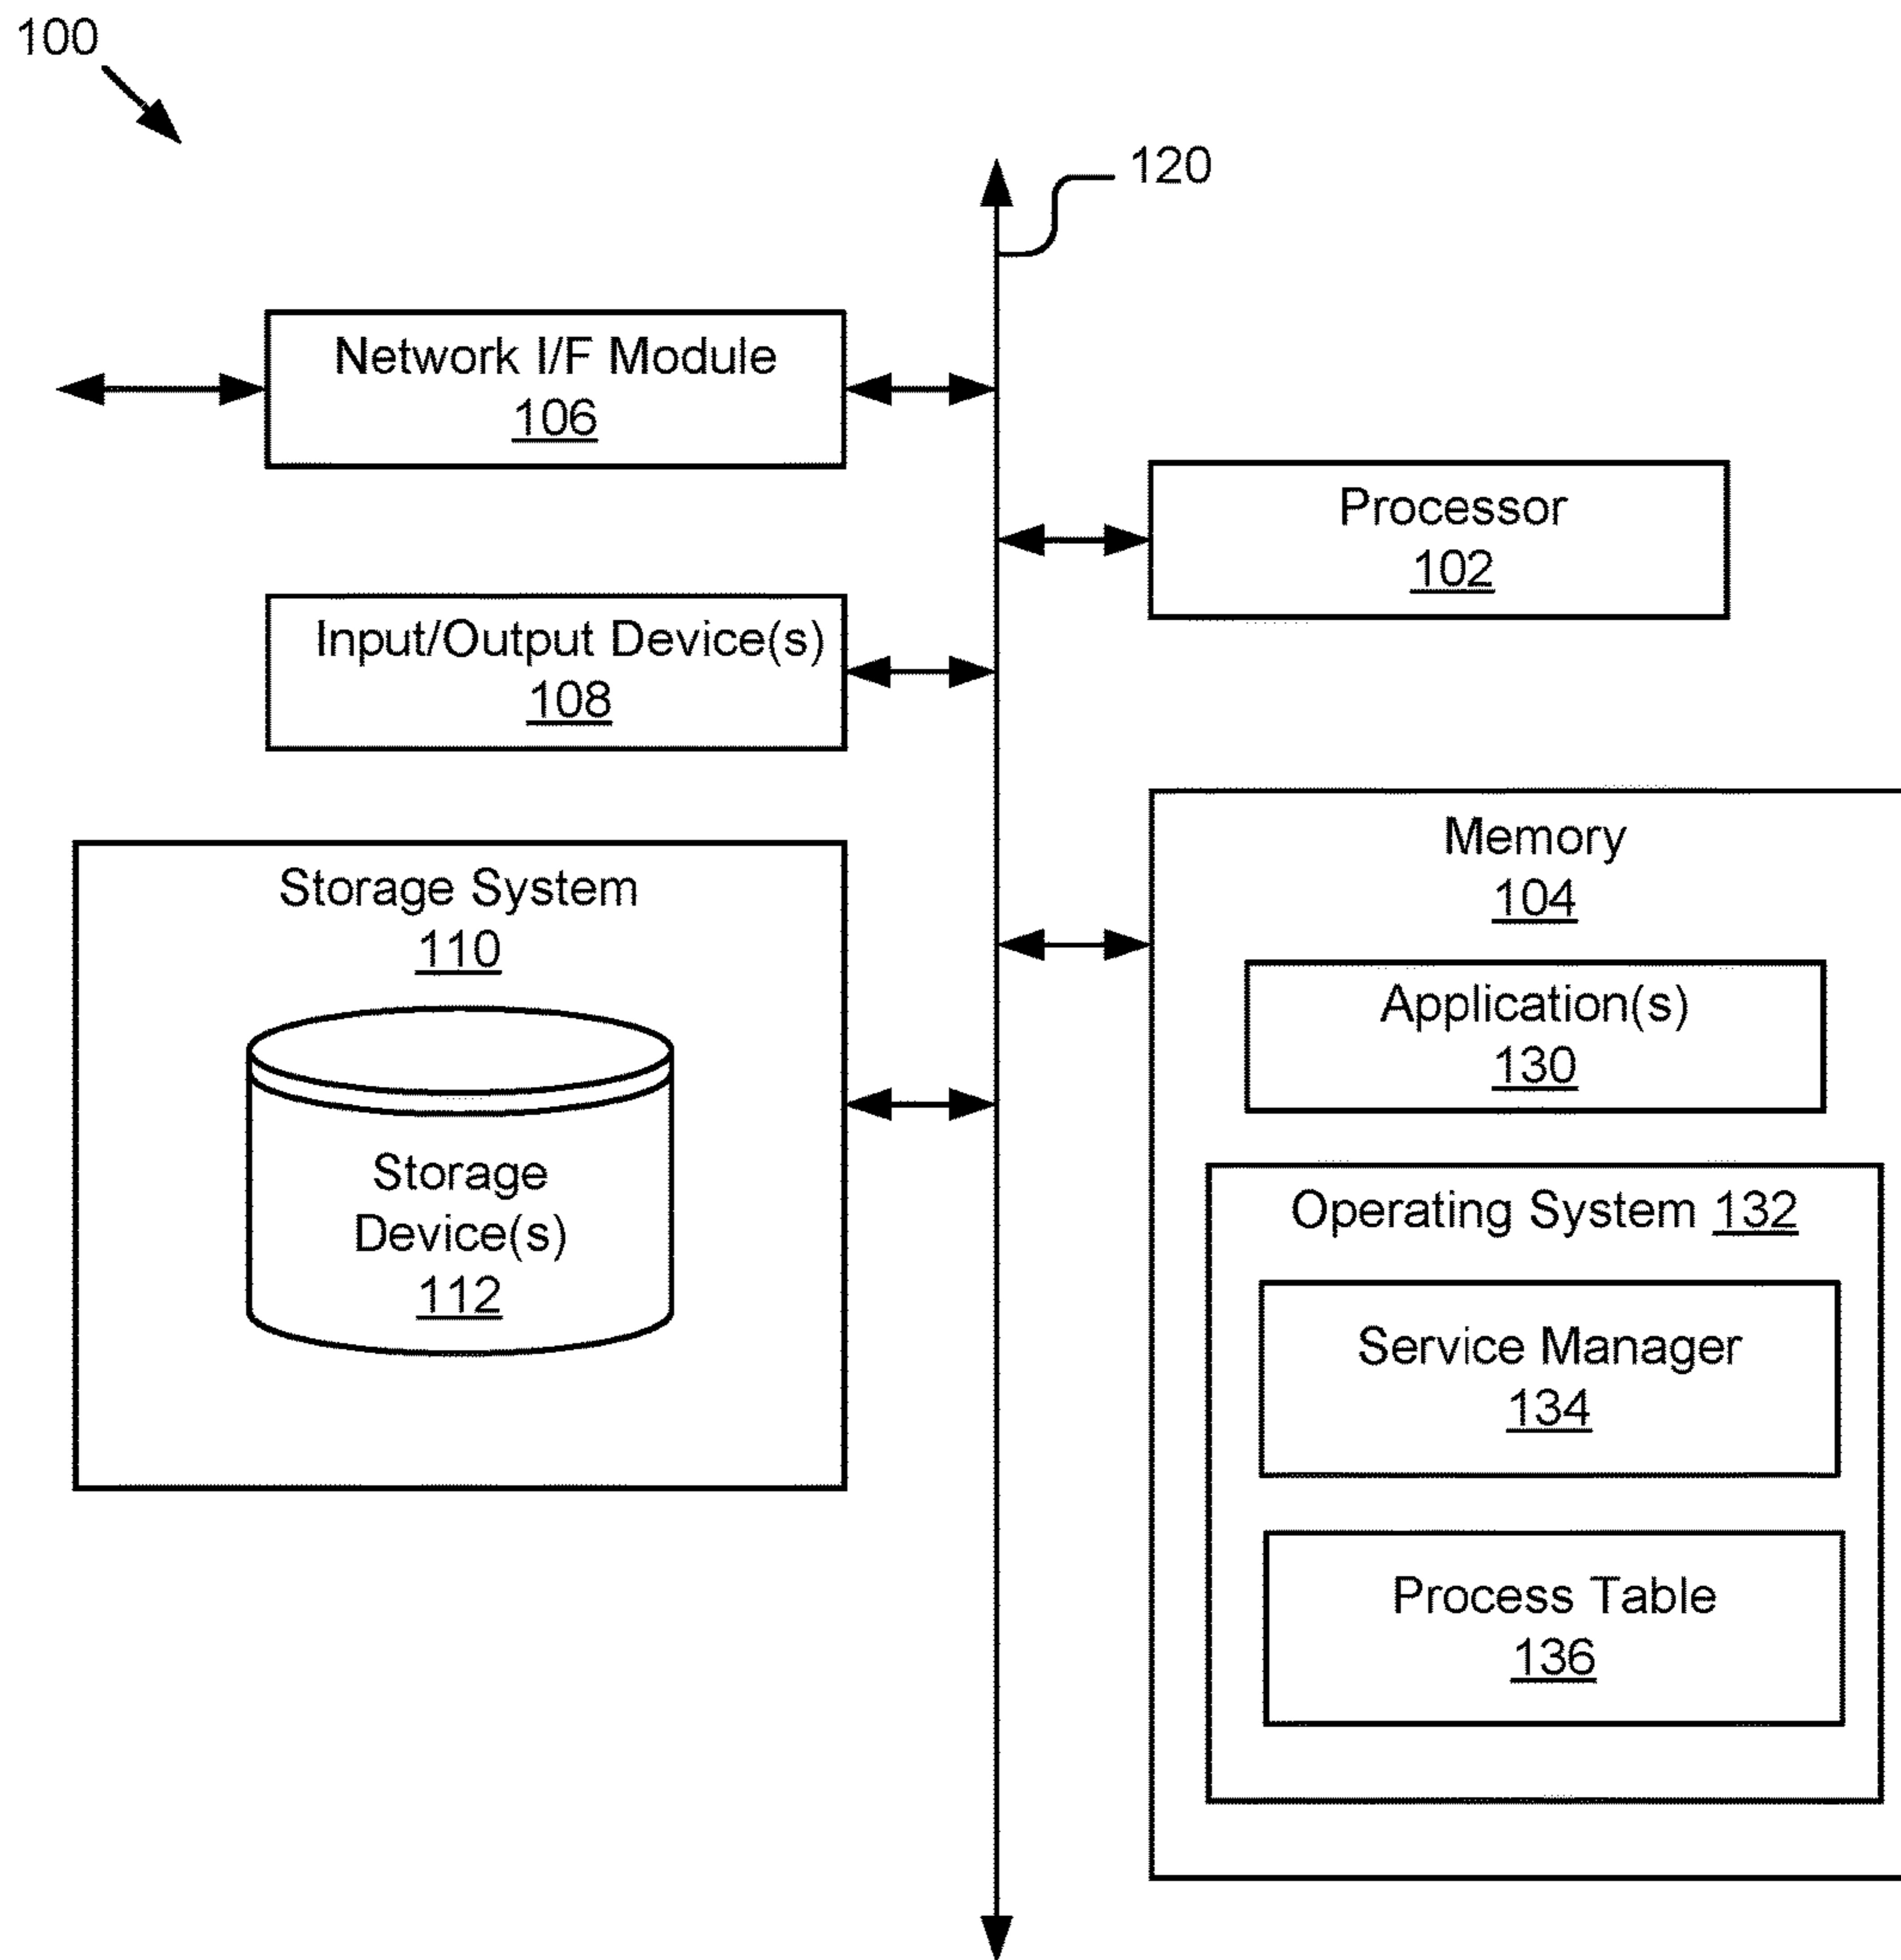 100
120
Network I/F Module
106
Processor
102
Input/Output Device(s)
108
Memory
104
Storage System
110
Application(s)
130
Storage
Device(s)
112
Operating System 132
Service Manager
134
Process Table
136